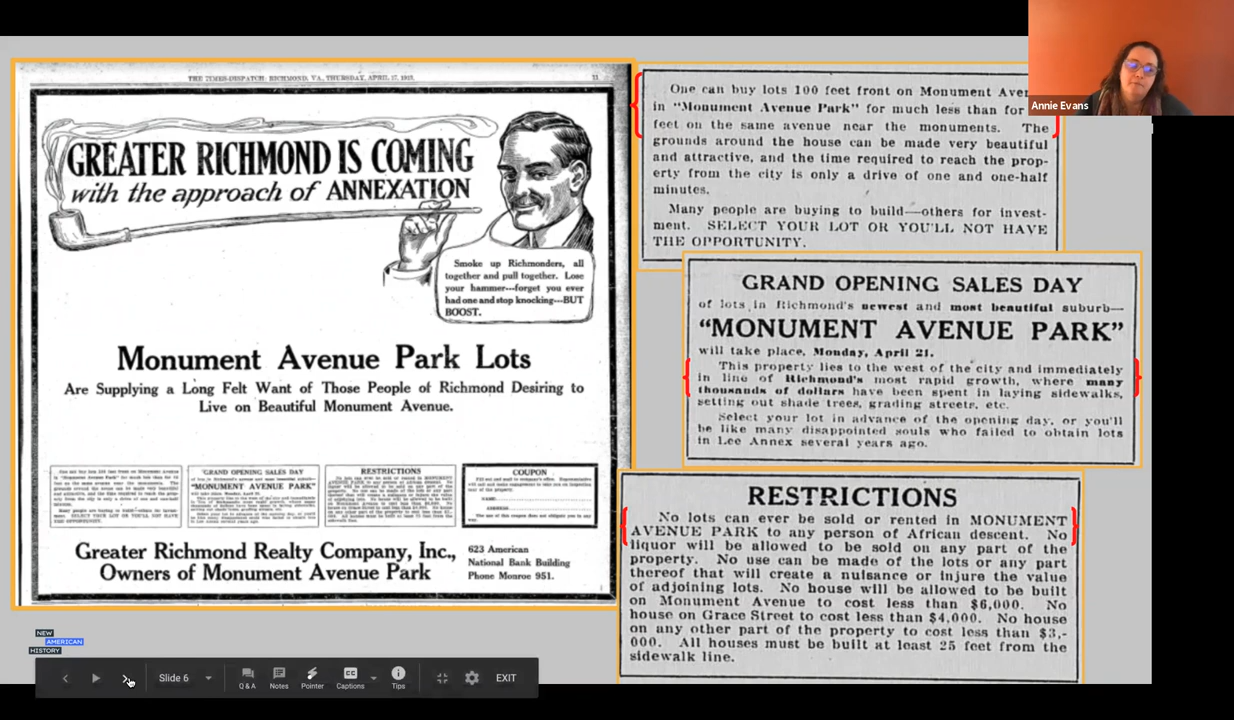 THE TIMES-DISPATCH: RICHMOND, VA., THURSDAY, APRIL 17, 1913.
11
GREATER RICHMOND IS COMING
with the approach of ANNEXATION
Smoke up Richmonders, all
together and pull together. Lose
your hammer---forget you ever
had one and stop knocking---BUT
BOOST.
Monument Avenue Park Lots
Are Supplying a Long Felt Want of Those People of Richmond Desiring to
Live on Beautiful Monument Avenue.
GRAND OPENING SALES DAY
"MONUMENT AVENUE PARK"
RESTRICTIONS
COUPON
NAME
ADDRESS
Greater Richmond Realty Company, Inc.,
Owners of Monument Avenue Park
623 American
National Bank Building
Phone Monroe 951.
One can buy lots 100 feet front on Monument Aven
in "Monument Avenue Park" for much less than for
feet on the same avenue near the monuments. The
grounds around the house can be made very beautiful
and attractive, and the time required to reach the prop-
erty from the city is only a drive of one and one-half
minutes.
Many people are buying to build—others for invest-
ment. SELECT YOUR LOT OR YOU'LL NOT HAVE
THE OPPORTUNITY.
GRAND OPENING SALES DAY
of lots in Richmond's newest and most beautiful suburb—
"MONUMENT AVENUE PARK"
will take place, Monday, April 21.
This property lies to the west of the city and immediately
in line of Richmond's most rapid growth, where many
thousands of dollars have been spent in laying sidewalks,
setting out shade trees, grading streets, etc.
Select your lot in advance of the opening day, or you'll
be like many disappointed souls who failed to obtain lots
in Lee Annex several years ago.
RESTRICTIONS
No lots can ever be sold or rented in MONUMENT
AVENUE PARK to any person of African descent. No
liquor will be allowed to be sold on any part of the
property. No use can be made of the lots or any part
thereof that will create a nuisance or injure the value
of adjoining lots. No house will be allowed to be built
on Monument Avenue to cost less than $6,000. No
house on Grace Street to cost less than $4,000. No house
on any other part of the property to cost less than $3,-
000. All houses must be built at least 25 feet from the
sidewalk line.
Annie Evans
NEW
AMERICAN
HISTORY
Slide 6
Q & A
Notes
Pointer
Captions
Tips
EXIT